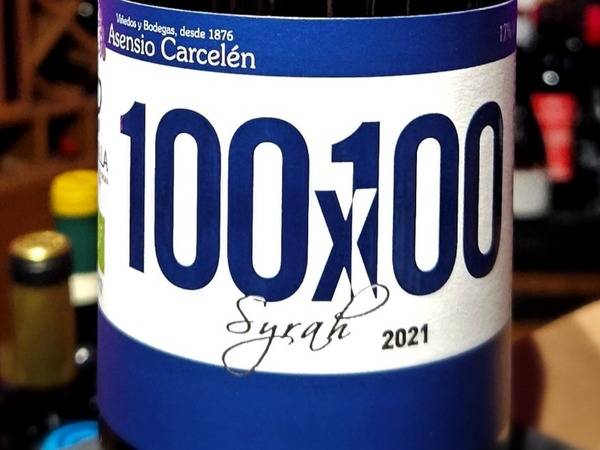 Viñedos y Bodegas, desde 1876
Asensio Carcelén
100x100
Syrah
2021